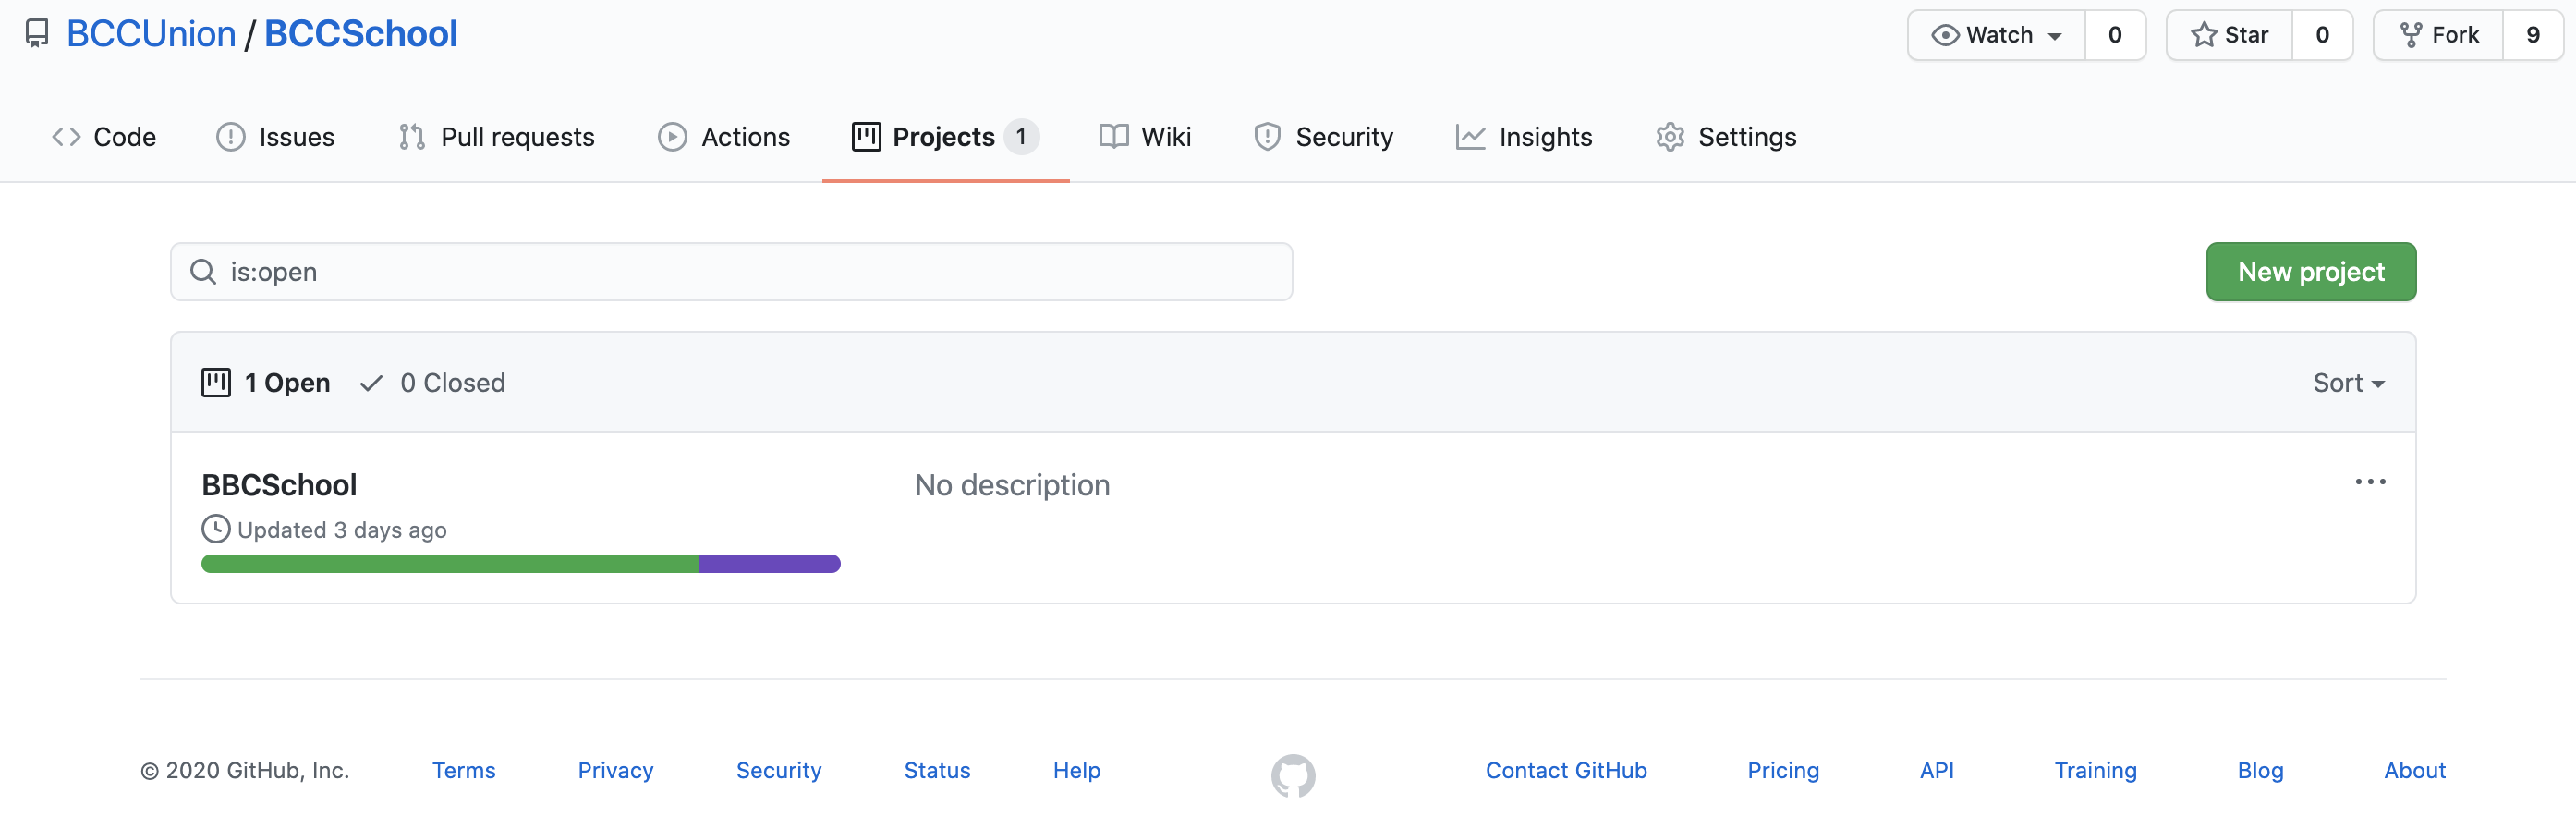 BCCUnion / BCCSchool
Watch 0 Star 0 Fork 9
Code Issues Pull requests Actions Projects 1 Wiki Security Insights Settings
is:open
New project
1 Open 0 Closed Sort
BBCSchool No description
Updated 3 days ago
© 2020 GitHub, Inc. Terms Privacy Security Status Help Contact GitHub Pricing API Training Blog About